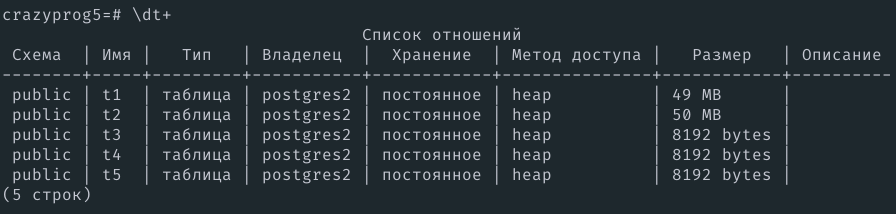 crazyprog5=# \dt+
Список отношений
Схема | Имя | Тип | Владелец | Хранение | Метод доступа | Размер | Описание
--------+-----+---------+-----------+------------+---------------+------------+----------
public | t1 | таблица | postgres2 | постоянное | heap | 49 MB |
public | t2 | таблица | postgres2 | постоянное | heap | 50 MB |
public | t3 | таблица | postgres2 | постоянное | heap | 8192 bytes |
public | t4 | таблица | postgres2 | постоянное | heap | 8192 bytes |
public | t5 | таблица | postgres2 | постоянное | heap | 8192 bytes |
(5 строк)